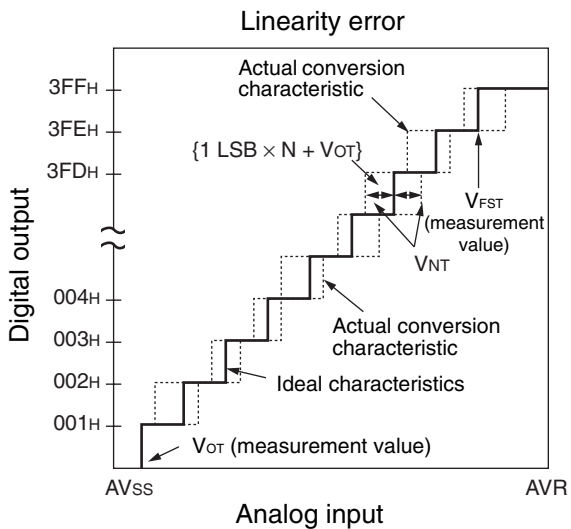 Linearity error
3FFH
3FEH
3FDH
004H
003H
002H
001H
Digital output
Actual conversion
characteristic
{1 LSB × N + VOT}
VFST
(measurement
value)
VNT
Actual conversion
characteristic
Ideal characteristics
VOT (measurement value)
AVSS
AVR
Analog input